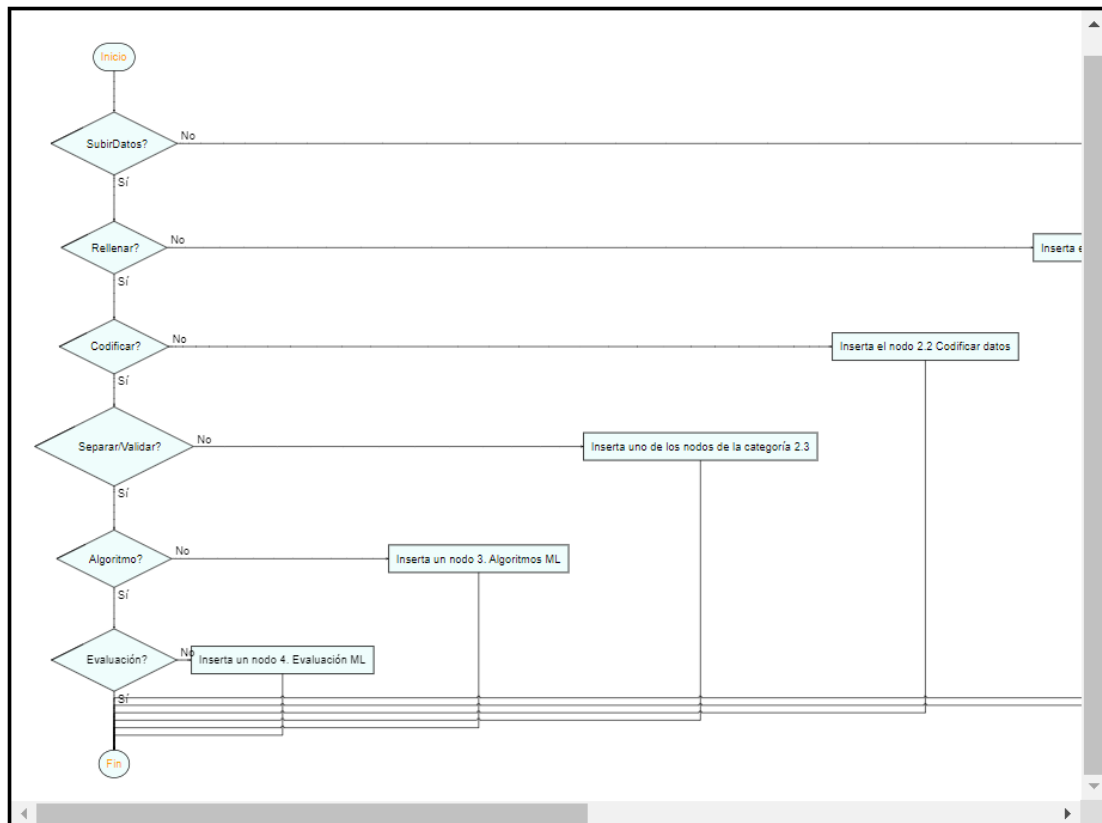 Inicio
SubirDatos?
No
Sí
Rellenar?
No
Inserta e
Sí
Codificar?
No
Inserta el nodo 2.2 Codificar datos
Sí
Separar/Validar?
No
Inserta uno de los nodos de la categoría 2.3
Sí
Algoritmo?
No
Inserta un nodo 3. Algoritmos ML
Sí
Evaluación?
No
Inserta un nodo 4. Evaluación ML
Sí
Fin